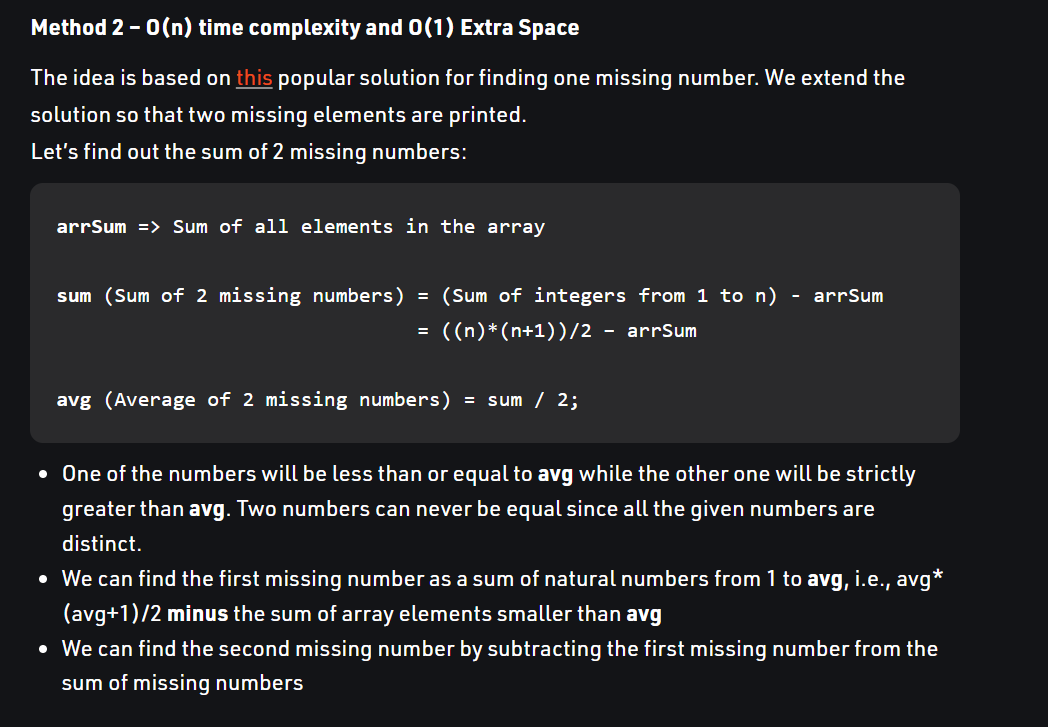 Method 2 – O(n) time complexity and O(1) Extra Space
The idea is based on this popular solution for finding one missing number. We extend the
solution so that two missing elements are printed.
Let’s find out the sum of 2 missing numbers:
arrSum => Sum of all elements in the array
sum (Sum of 2 missing numbers) = (Sum of integers from 1 to n) - arrSum
= ((n)*(n+1))/2 – arrSum
avg (Average of 2 missing numbers) = sum / 2;
• One of the numbers will be less than or equal to avg while the other one will be strictly
greater than avg. Two numbers can never be equal since all the given numbers are
distinct.
• We can find the first missing number as a sum of natural numbers from 1 to avg, i.e., avg*
(avg+1)/2 minus the sum of array elements smaller than avg
• We can find the second missing number by subtracting the first missing number from the
sum of missing numbers